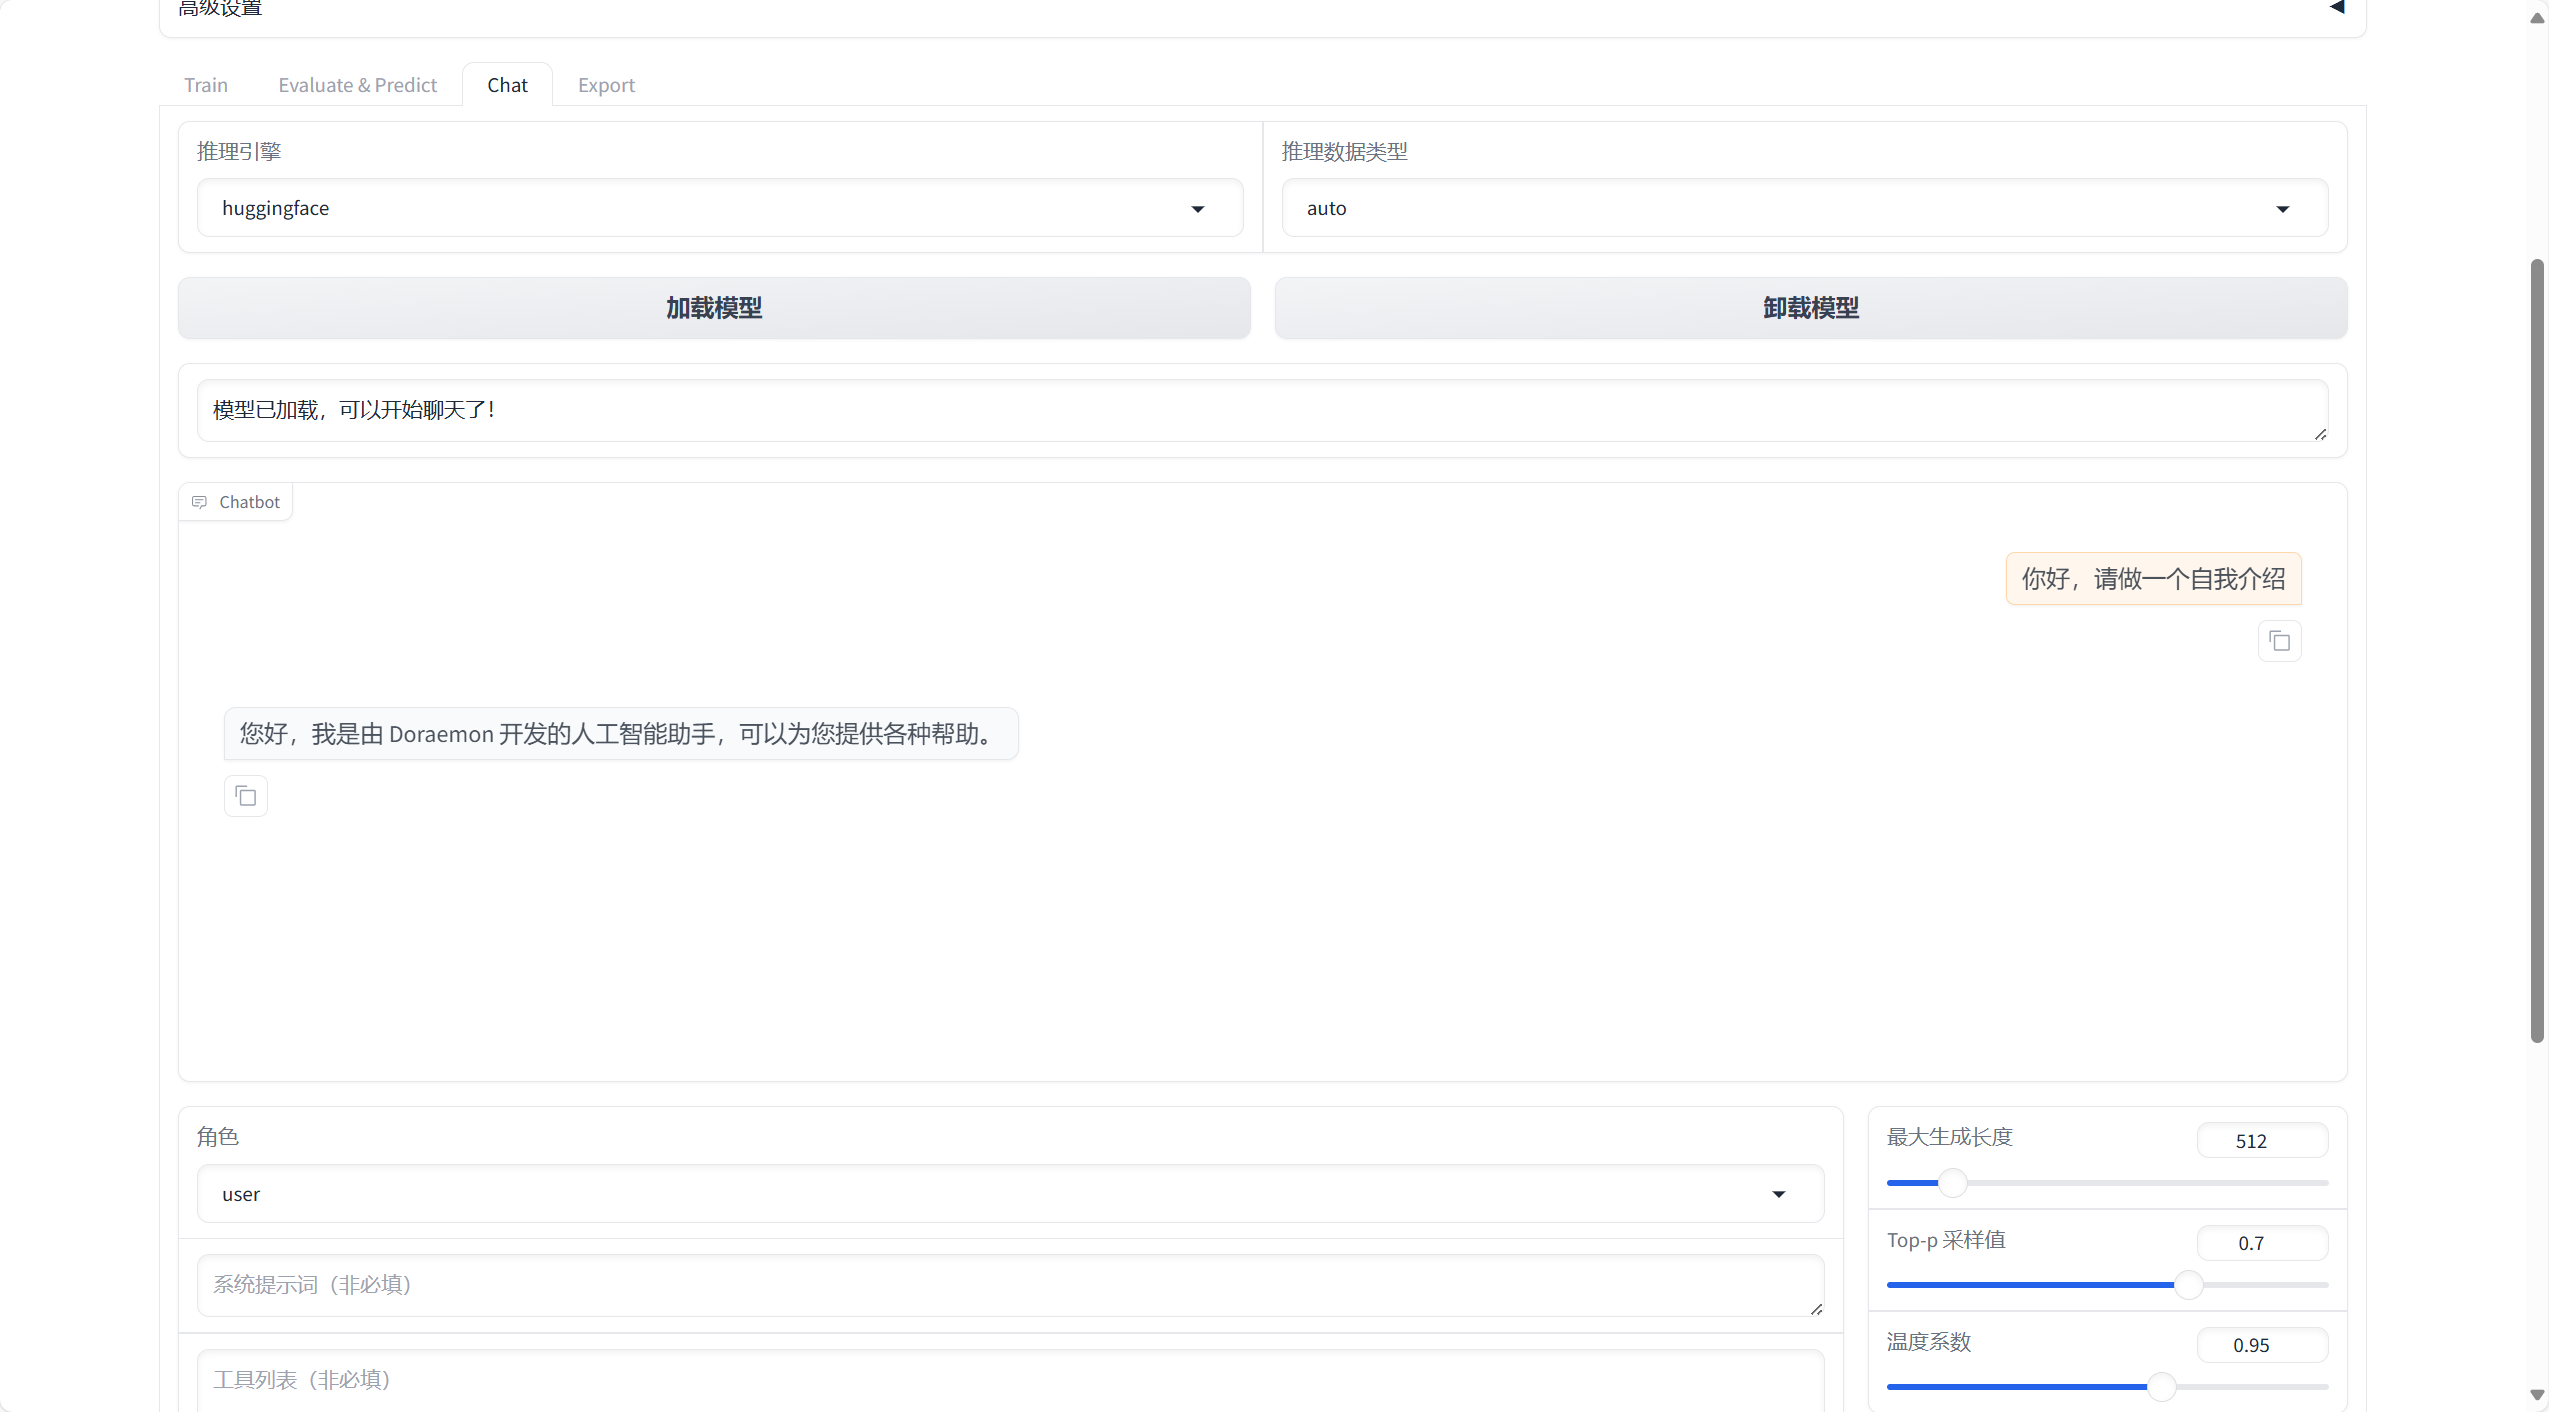 高级设置
Train
Evaluate & Predict
Chat
Export
推理引擎
推理数据类型
huggingface
auto
加载模型
卸载模型
模型已加载，可以开始聊天了！
Chatbot
你好，请做一个自我介绍
您好，我是由 Doraemon 开发的人工智能助手，可以为您提供各种帮助。
角色
user
系统提示词（非必填）
工具列表（非必填）
最大生成长度
512
Top-p 采样值
0.7
温度系数
0.95